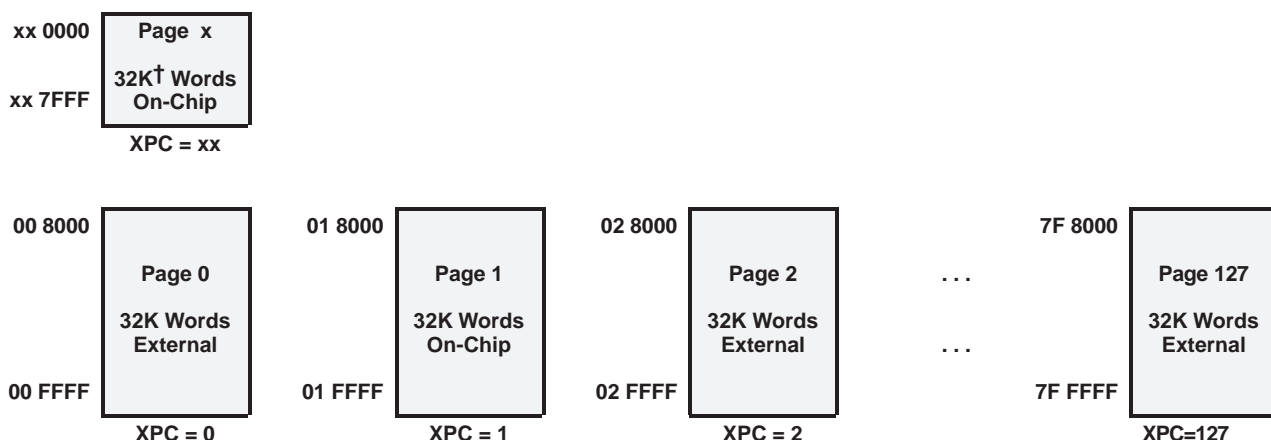 xx 0000
Page x
32K† Words
On-Chip
xx 7FFF
XPC = xx
00 8000
Page 0
32K Words
External
00 FFFF
XPC = 0
01 8000
Page 1
32K Words
On-Chip
01 FFFF
XPC = 1
02 8000
Page 2
32K Words
External
02 FFFF
XPC = 2
. . .
. . .
7F 8000
Page 127
32K Words
External
7F FFFF
XPC=127